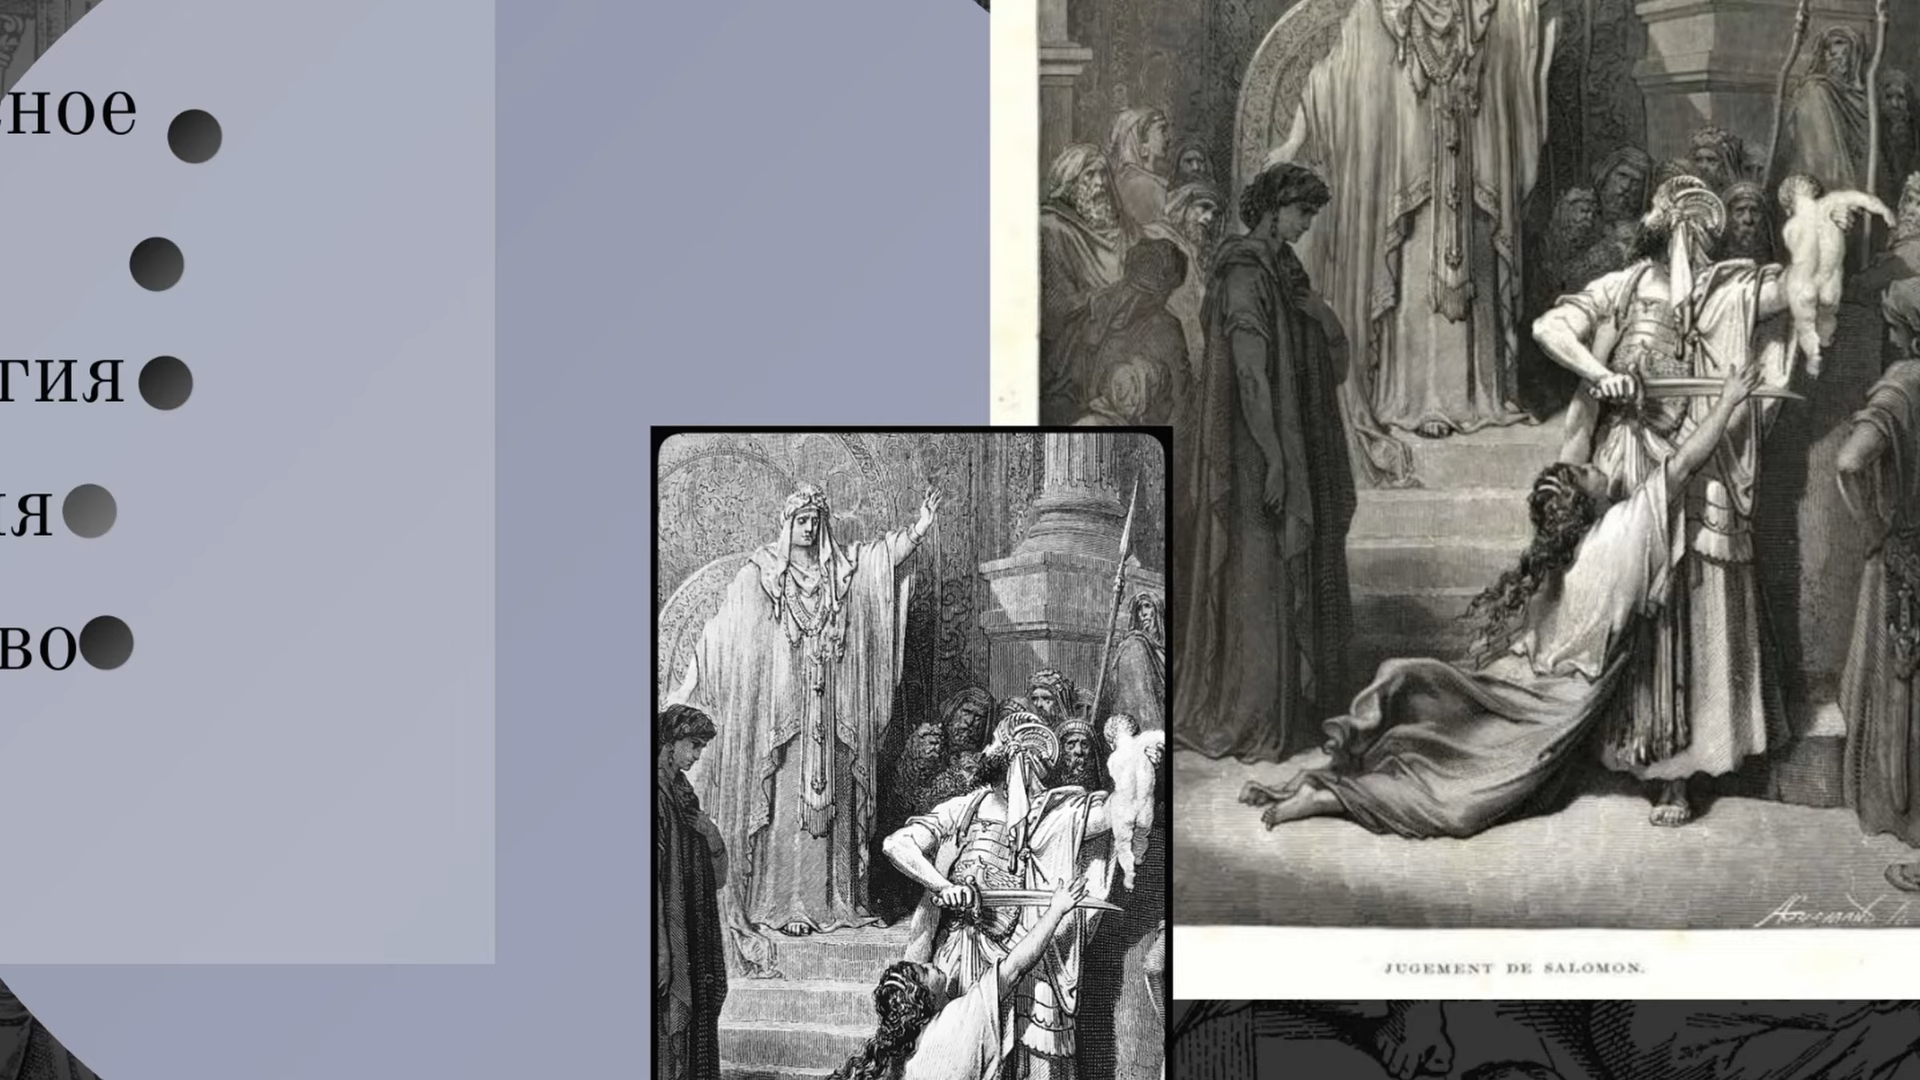 сное
гия
ия
во
JUGEMENT DE SALOMON.